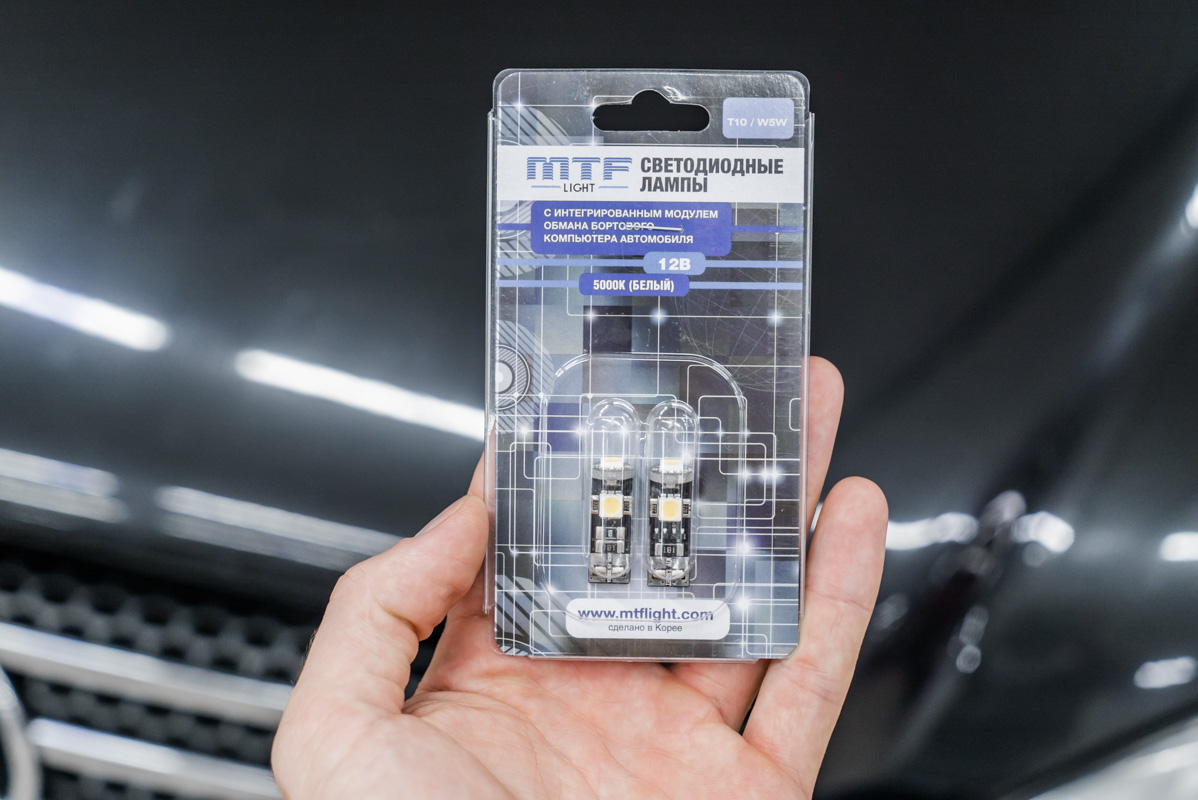 T10 / W5W
MTF
LIGHT
СВЕТОДИОДНЫЕ
ЛАМПЫ
С ИНТЕГРИРОВАННЫМ МОДУЛЕМ
ОБМАНА БОРТОВОГО
КОМПЬЮТЕРА АВТОМОБИЛЯ
12В
5000К (БЕЛЫЙ)
181
www.mtflight.com
сделано в Корее